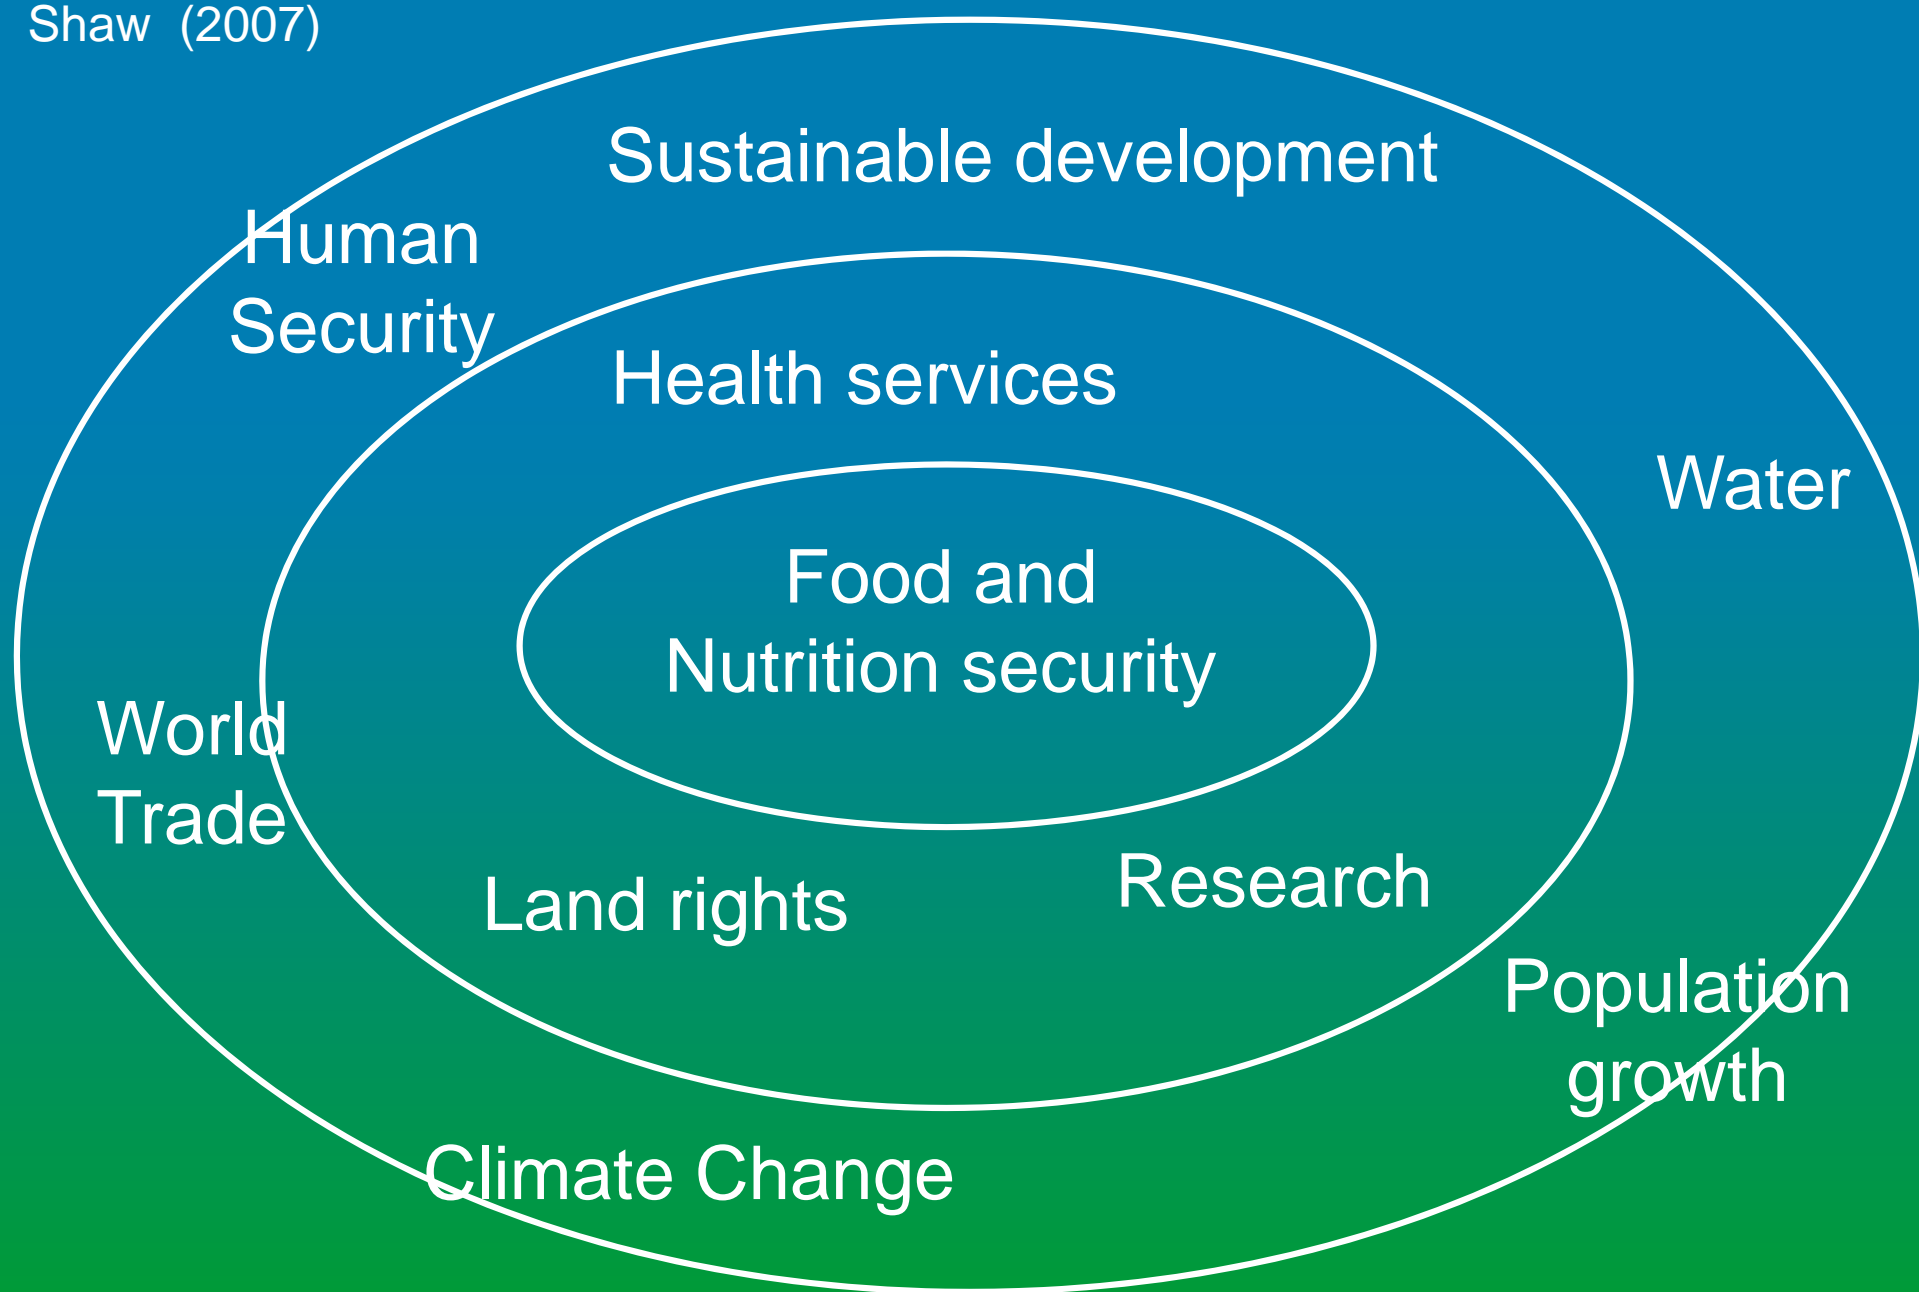 Shaw (2007)
Sustainable development
Human
Security
Health services
Water
Food and
Nutrition security
World
Trade
Land rights
Research
Population
growth
Climate Change